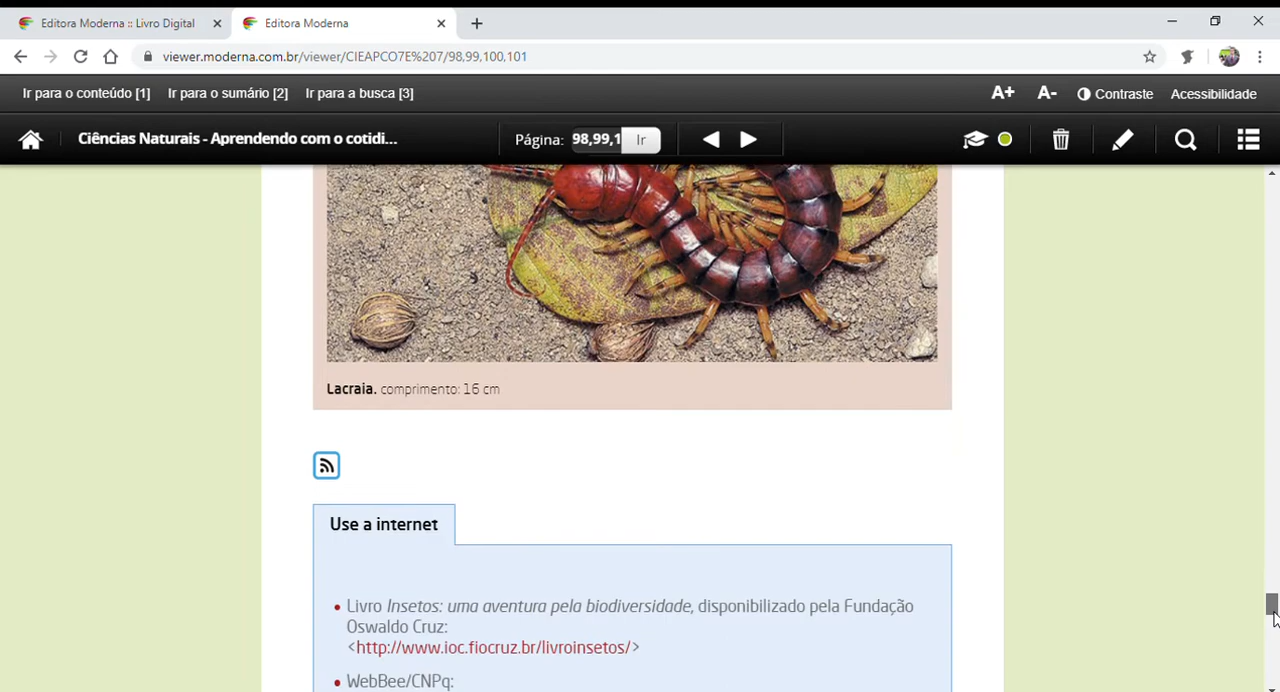 Editora Moderna :: Livro Digital
Editora Moderna
viewer.moderna.com.br/viewer/CIEAPCO7E%207/98,99,100,101
Ir para o conteúdo [1] Ir para o sumário [2] Ir para a busca [3] A+ A- Contraste Acessibilidade
Ciências Naturais - Aprendendo com o cotidi... Página: 98,99,1 Ir
Lacraia. comprimento: 16 cm
Use a internet
• Livro Insetos: uma aventura pela biodiversidade, disponibilizado pela Fundação
Oswaldo Cruz:
<http://www.ioc.fiocruz.br/livroinsetos/>
• WebBee/CNPq: